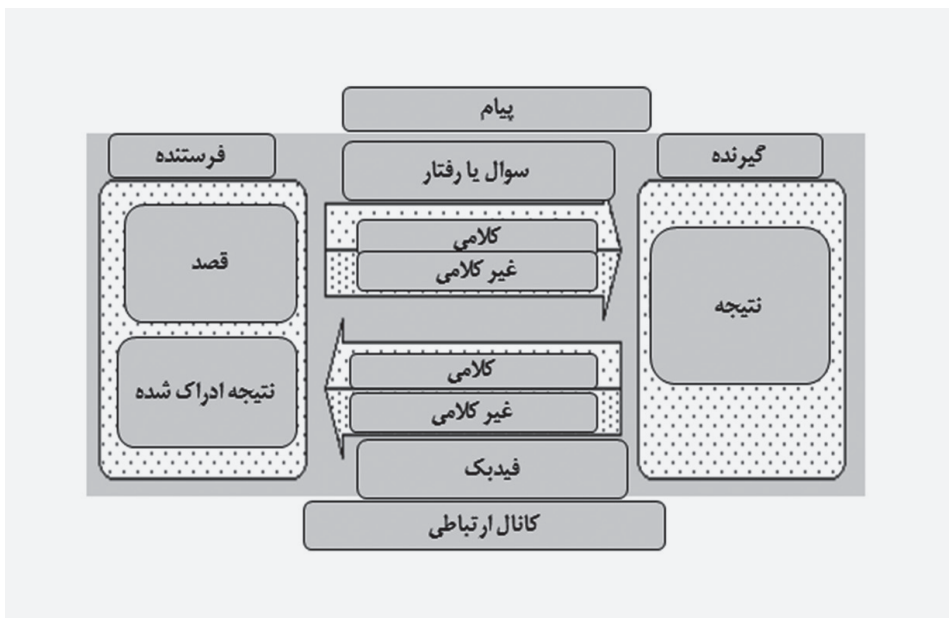 پیام
گیرنده
فرستنده
سوال یا رفتار
کلامی
غیر کلامی
قصد
نتیجه
کلامی
نتیجه ادراک شده
غیر کلامی
فیدبک
کانال ارتباطی